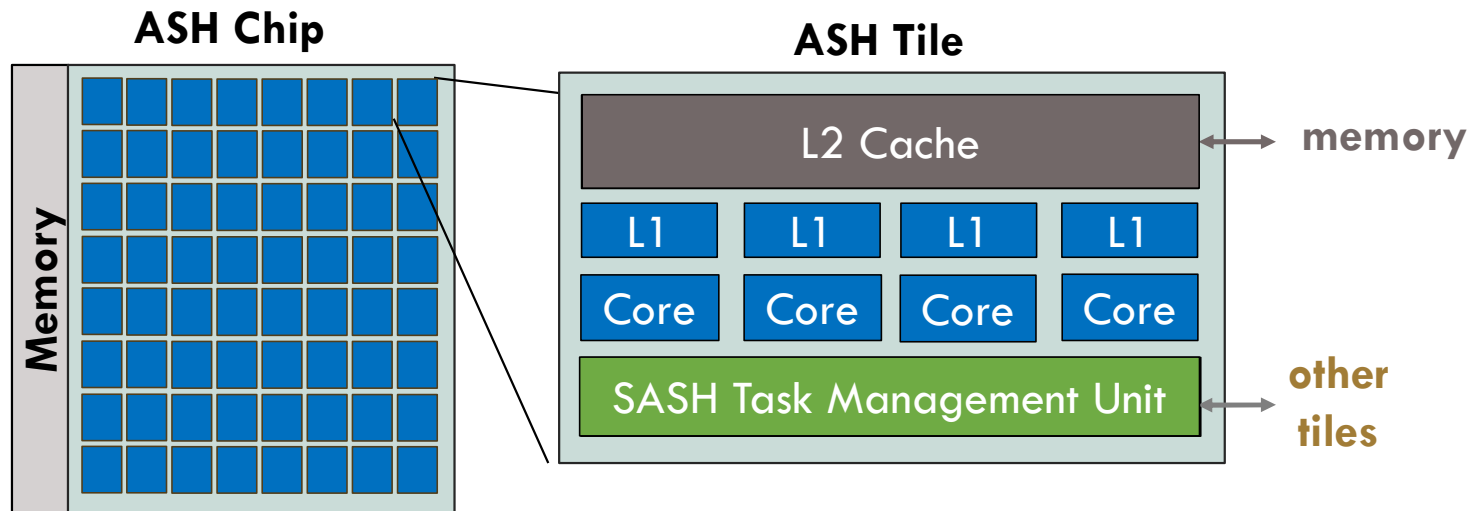 ASH Chip
ASH Tile
Memory
L2 Cache
memory
L1 L1 L1 L1
Core Core Core Core
SASH Task Management Unit
other
tiles